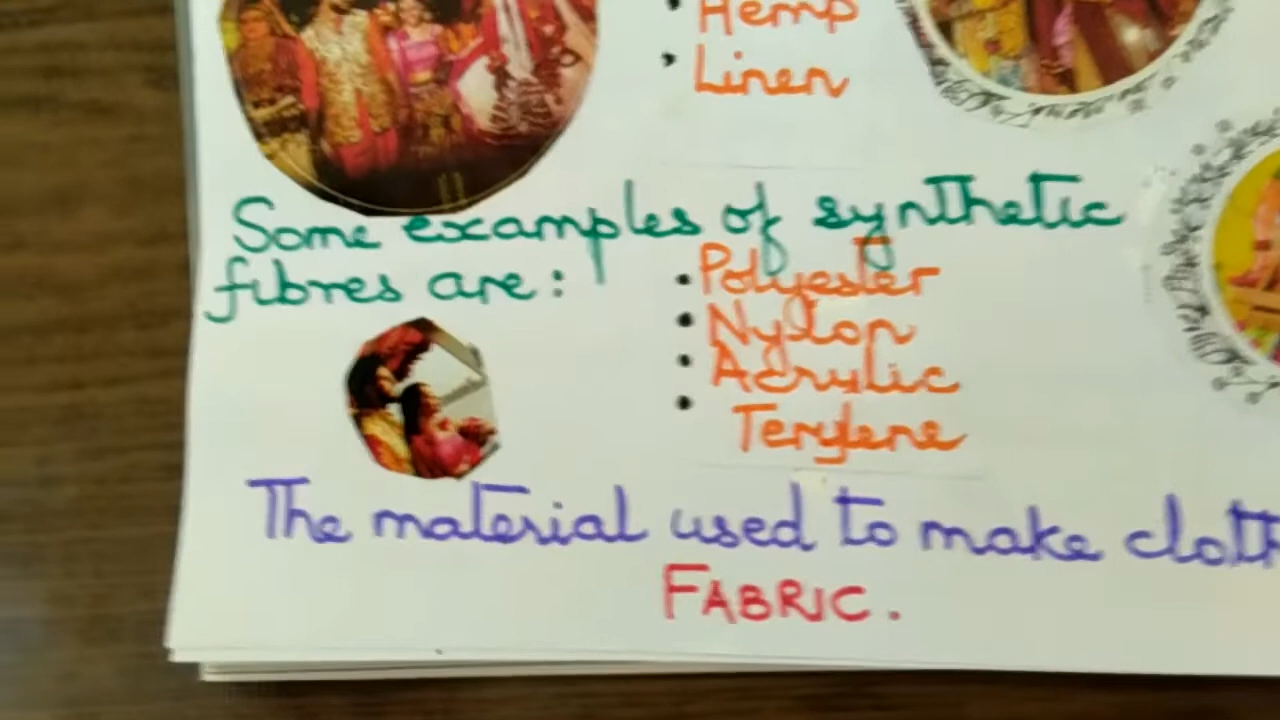 • Hemp
• Linen
Some examples of synthetic
fibres are:
• Polyester
• Nylon
• Acrylic
• Terylene
The material used to make cloth
FABRIC.